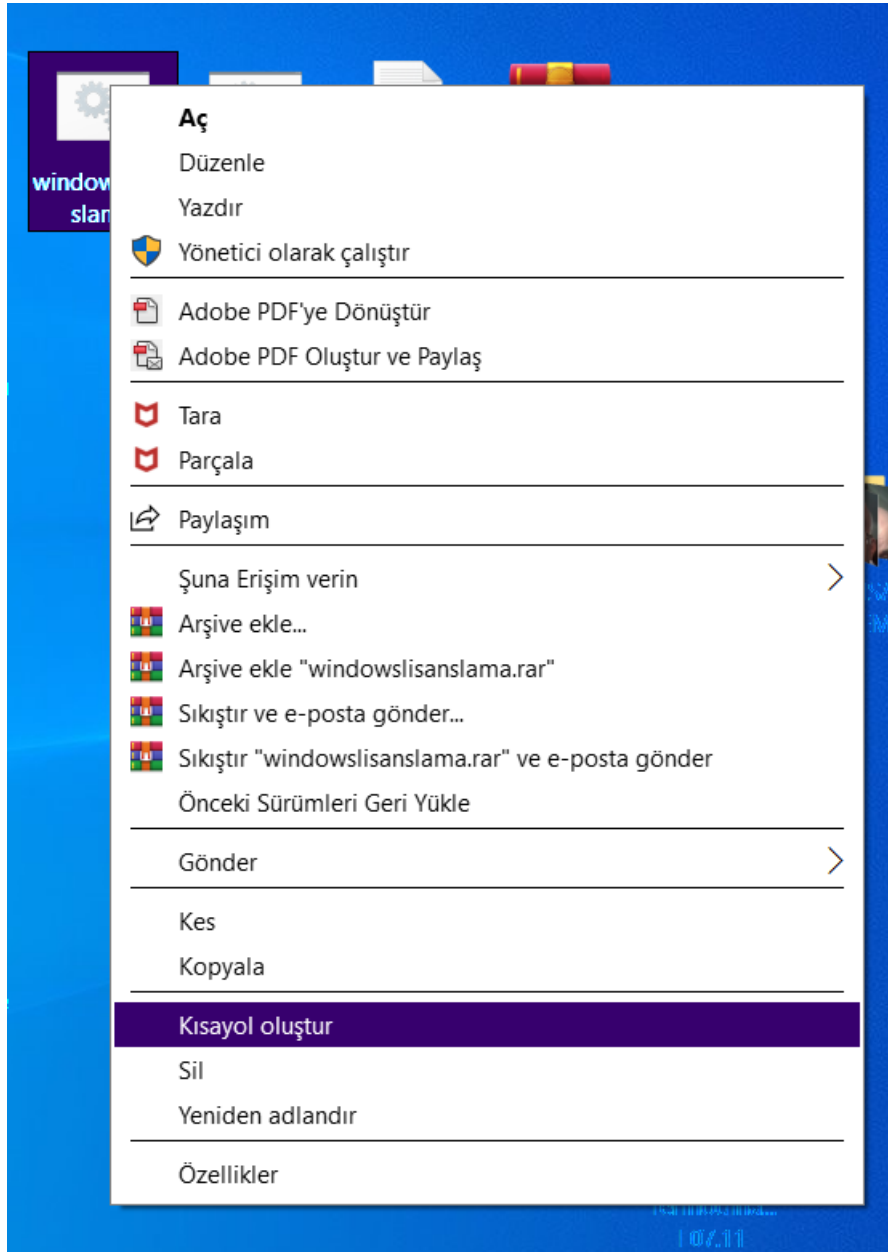 window
slan
Aç
Düzenle
Yazdır
Yönetici olarak çalıştır
Adobe PDF'ye Dönüştür
Adobe PDF Oluştur ve Paylaş
Tara
Parçala
Paylaşım
Şuna Erişim verin
Arşive ekle...
Arşive ekle "windowslisanslama.rar"
Sıkıştır ve e-posta gönder...
Sıkıştır "windowslisanslama.rar" ve e-posta gönder
Önceki Sürümleri Geri Yükle
Gönder
Kes
Kopyala
Kısayol oluştur
Sil
Yeniden adlandır
Özellikler